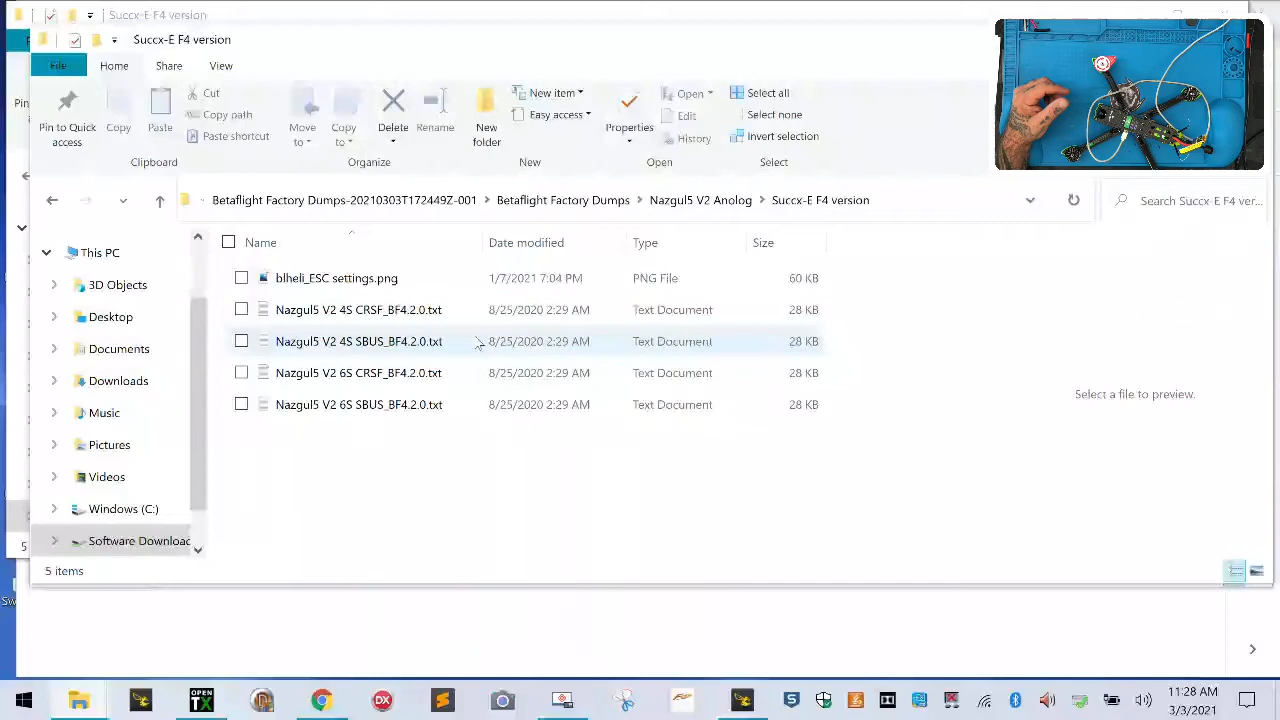 Succx-E F4 version
Succx-E F4 version
File
Home
Share
View
Pin to Quick access
Copy
Paste
Cut
Copy path
Paste shortcut
Clipboard
Move to
Copy to
Delete
Rename
Organize
New folder
New item
Easy access
New
Properties
Open
Edit
History
Open
Select all
Select none
Invert selection
Select
Betaflight Factory Dumps-20210303T172449Z-001
Betaflight Factory Dumps
Nazgul5 V2 Anolog
Succx-E F4 version
Search Succx-E F4 ver...
This PC
3D Objects
Desktop
Documents
Downloads
Music
Pictures
Videos
Windows (C:)
Software Downloac
Name Date modified Type Size
blheli_ESC settings.png 1/7/2021 7:04 PM PNG File 60 KB
Nazgul5 V2 4S CRSF_BF4.2.0.txt 8/25/2020 2:29 AM Text Document 28 KB
Nazgul5 V2 4S SBUS_BF4.2.0.txt 8/25/2020 2:29 AM Text Document 28 KB
Nazgul5 V2 6S CRSF_BF4.2.0.txt 8/25/2020 2:29 AM Text Document 28 KB
Nazgul5 V2 6S SBUS_BF4.2.0.txt 8/25/2020 2:29 AM Text Document 28 KB
Select a file to preview.
5 items
Pin
5
Sw
OPEN
TX
DX
S
11:28 AM
3/3/2021